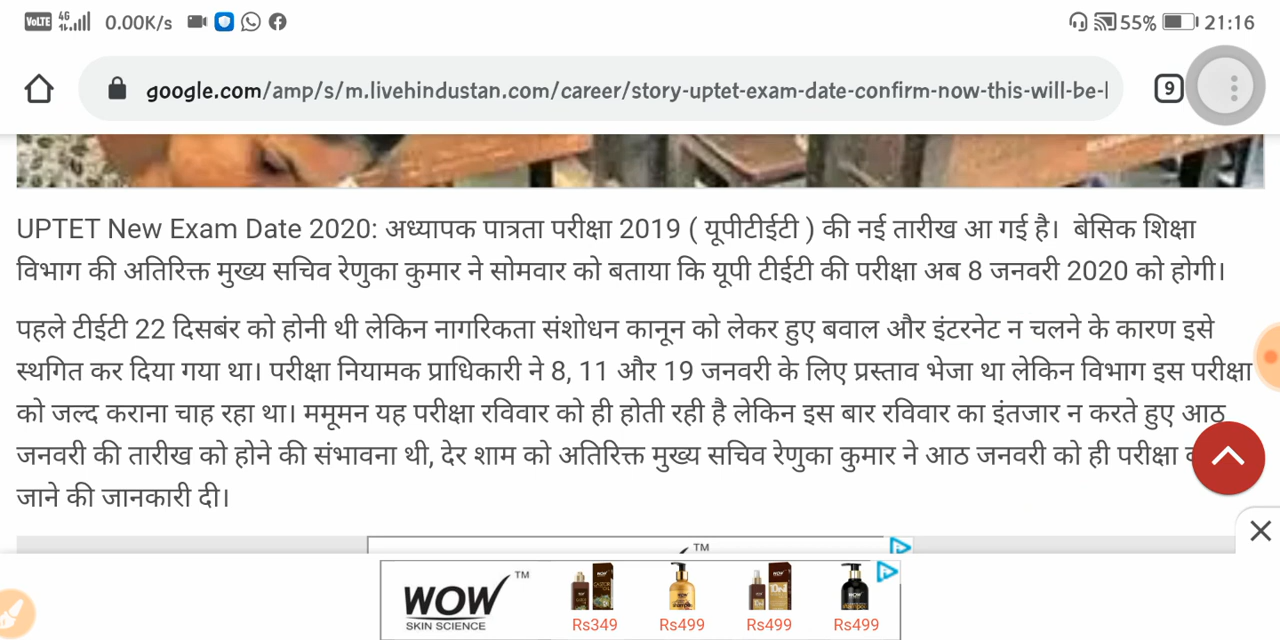 VoLTE 4G 0.00K/s 55% 21:16
google.com/amp/s/m.livehindustan.com/career/story-uptet-exam-date-confirm-now-this-will-be-l 9
UPTET New Exam Date 2020: अध्यापक पात्रता परीक्षा 2019 ( यूपीटीईटी ) की नई तारीख आ गई है। बेसिक शिक्षा
विभाग की अतिरिक्त मुख्य सचिव रेणुका कुमार ने सोमवार को बताया कि यूपी टीईटी की परीक्षा अब 8 जनवरी 2020 को होगी।
पहले टीईटी 22 दिसबंर को होनी थी लेकिन नागरिकता संशोधन कानून को लेकर हुए बवाल और इंटरनेट न चलने के कारण इसे
स्थगित कर दिया गया था। परीक्षा नियामक प्राधिकारी ने 8, 11 और 19 जनवरी के लिए प्रस्ताव भेजा था लेकिन विभाग इस परीक्षा
को जल्द कराना चाह रहा था। ममूमन यह परीक्षा रविवार को ही होती रही है लेकिन इस बार रविवार का इंतजार न करते हुए आठ
जनवरी की तारीख को होने की संभावना थी, देर शाम को अतिरिक्त मुख्य सचिव रेणुका कुमार ने आठ जनवरी को ही परीक्षा
जाने की जानकारी दी।
TM
WOW TM
SKIN SCIENCE
Rs349 Rs499 Rs499 Rs499